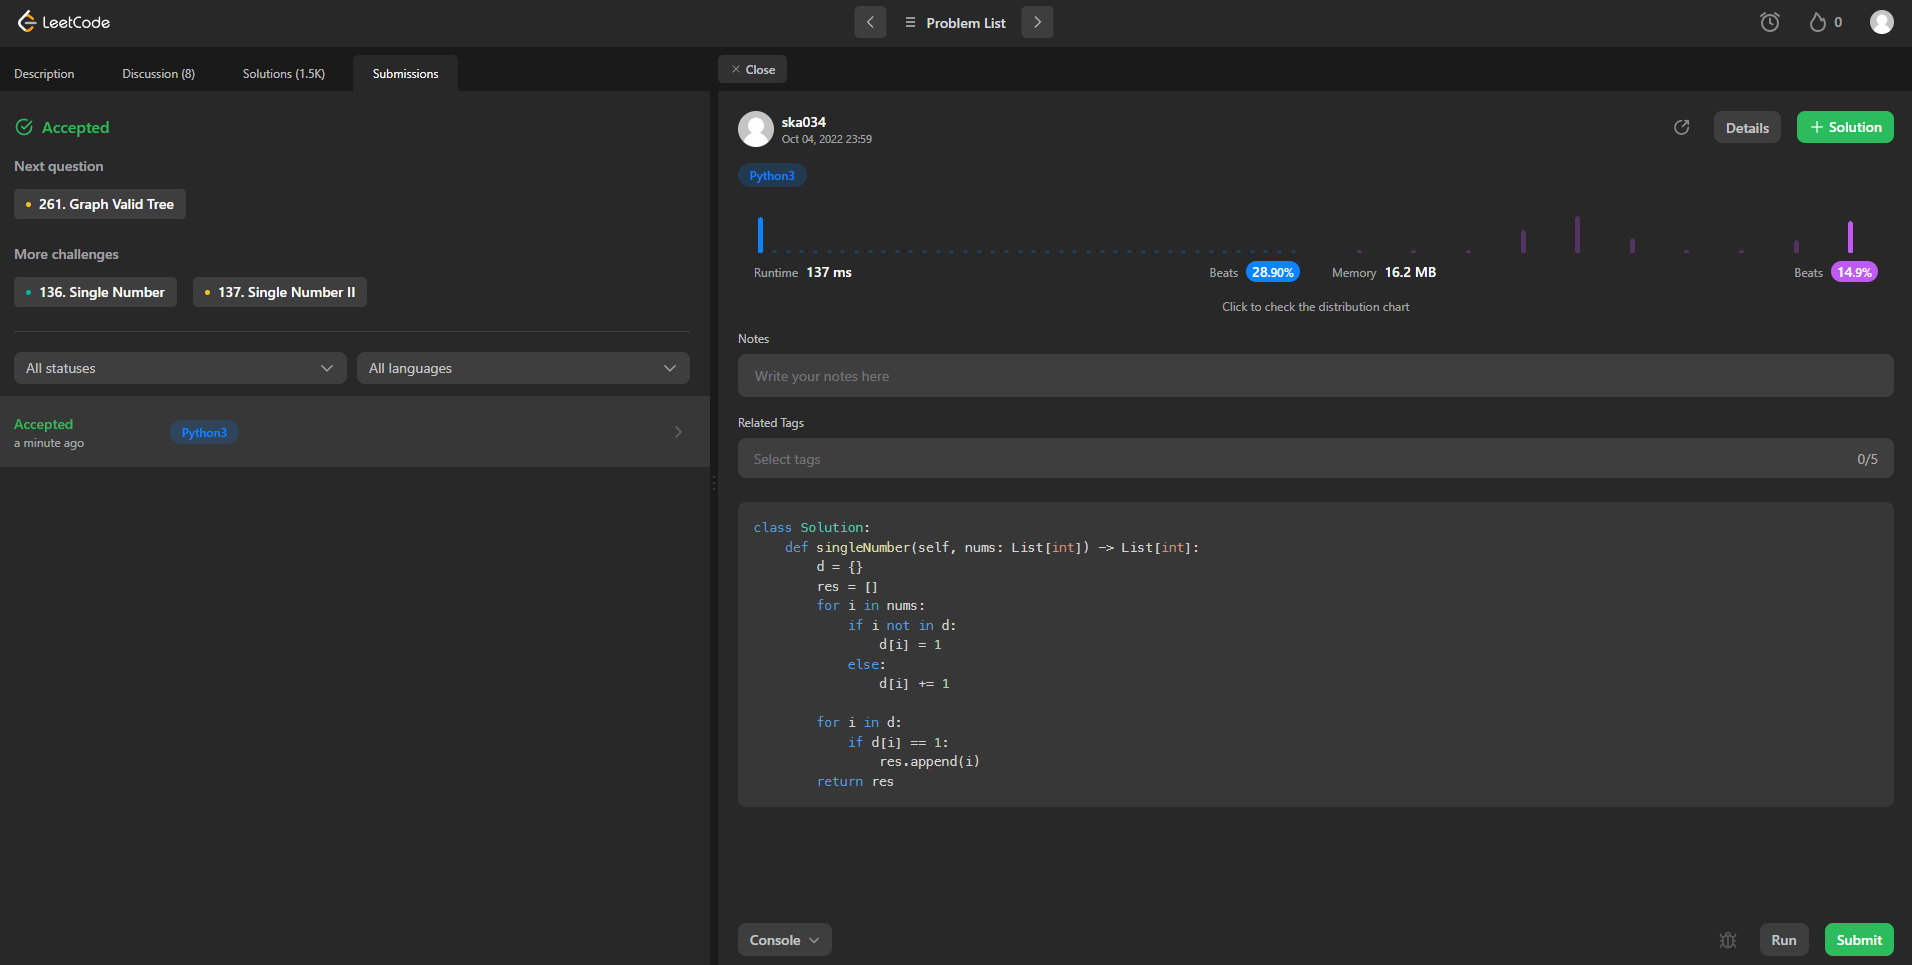 LeetCode
Problem List
0
Description
Discussion (8)
Solutions (1.5K)
Submissions
Accepted
Next question
261. Graph Valid Tree
More challenges
136. Single Number
137. Single Number II
All statuses
All languages
Accepted
a minute ago
Python3
Close
ska034
Oct 04, 2022 23:59
Details
+ Solution
Python3
Runtime 137 ms
Beats 28.90%
Memory 16.2 MB
Beats 14.9%
Click to check the distribution chart
Notes
Write your notes here
Related Tags
Select tags
0/5
class Solution:
    def singleNumber(self, nums: List[int]) -> List[int]:
        d = {}
        res = []
        for i in nums:
            if i not in d:
                d[i] = 1
            else:
                d[i] += 1
        for i in d:
            if d[i] == 1:
                res.append(i)
        return res
Console
Run
Submit